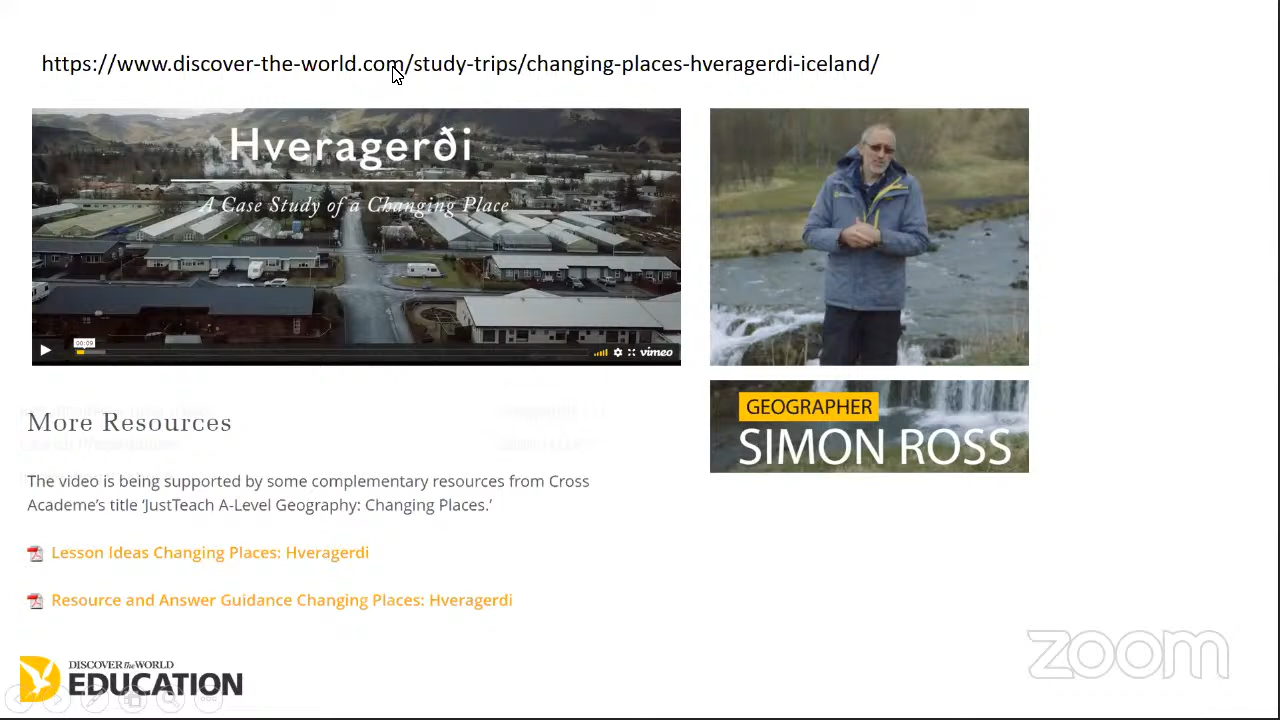 https://www.discover-the-world.com/study-trips/changing-places-hveragerdi-iceland/
Hveragerði
A Case Study of a Changing Place
00:09
vimeo
GEOGRAPHER
SIMON ROSS
More Resources
The video is being supported by some complementary resources from Cross
Academe’s title ‘JustTeach A-Level Geography: Changing Places.’
Lesson Ideas Changing Places: Hveragerdi
Resource and Answer Guidance Changing Places: Hveragerdi
DISCOVER the WORLD
EDUCATION
zoom